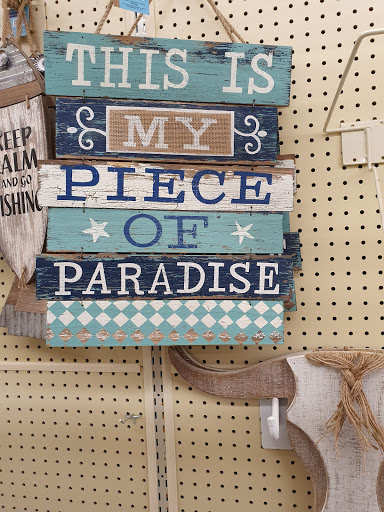 THIS IS
MY
PIECE
OF
PARADISE
KEEP
CALM
AND GO
FISHING